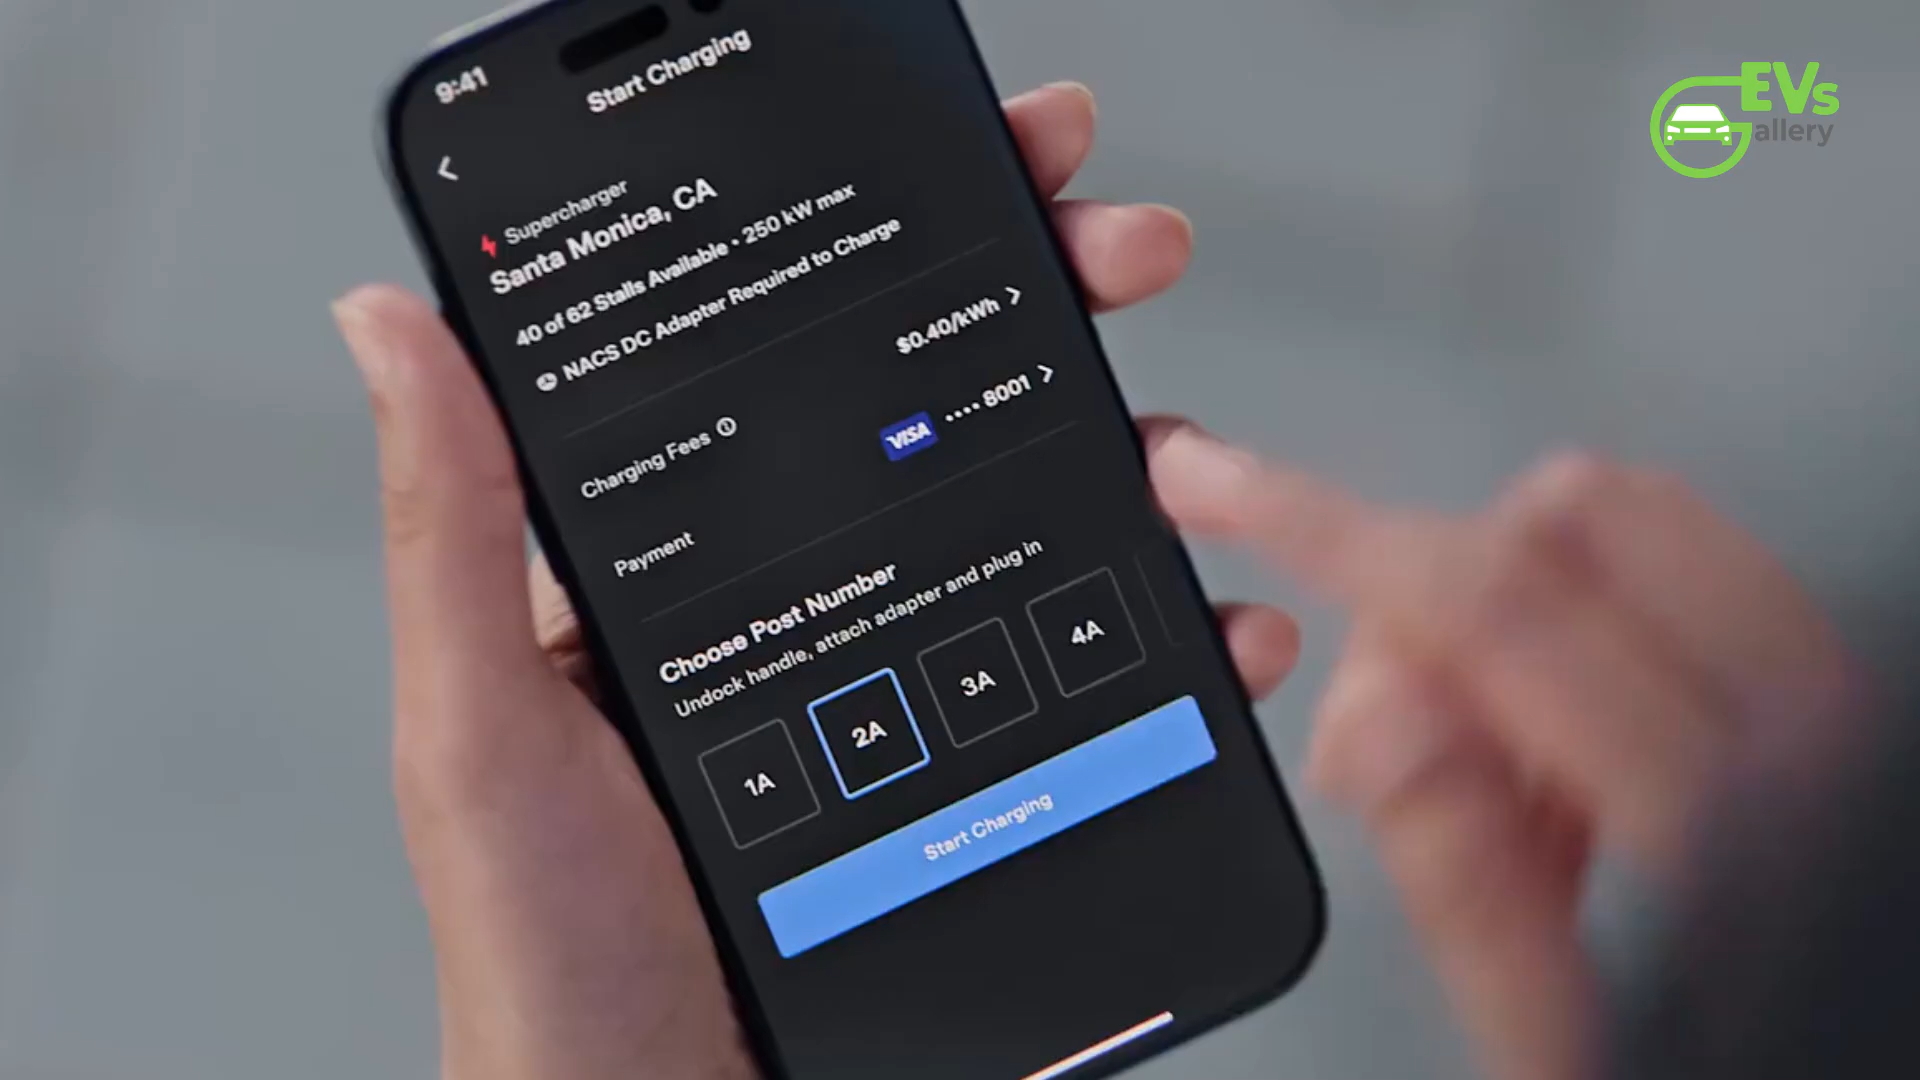 9:41
Start Charging
Supercharger
Santa Monica, CA
40 of 62 Stalls Available • 250 kW max
NACS DC Adapter Required to Charge
Charging Fees
$0.40/kWh
Payment
VISA •••• 8001
Choose Post Number
Undock handle, attach adapter and plug in
1A
2A
3A
4A
Start Charging
EVs
Gallery